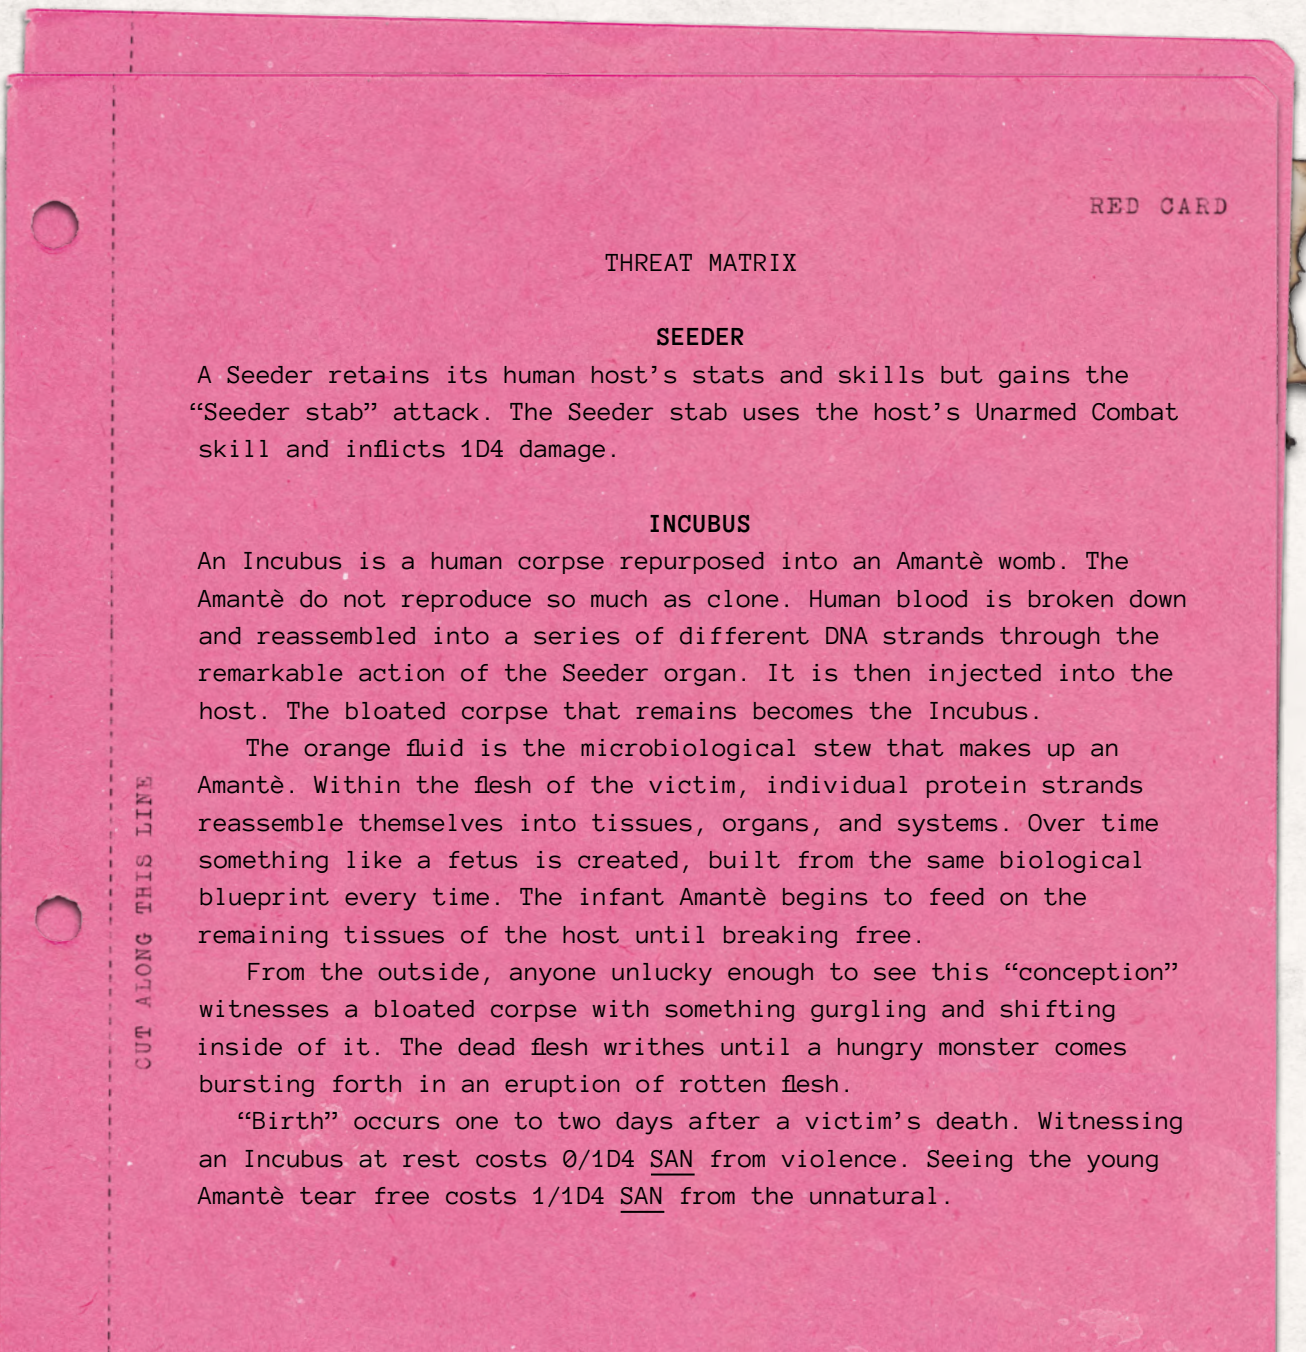 RED CARD
THREAT MATRIX
SEEDER
A Seeder retains its human host’s stats and skills but gains the
“Seeder stab” attack. The Seeder stab uses the host’s Unarmed Combat
skill and inflicts 1D4 damage.
INCUBUS
An Incubus is a human corpse repurposed into an Amantè womb. The
Amantè do not reproduce so much as clone. Human blood is broken down
and reassembled into a series of different DNA strands through the
remarkable action of the Seeder organ. It is then injected into the
host. The bloated corpse that remains becomes the Incubus.
The orange fluid is the microbiological stew that makes up an
Amantè. Within the flesh of the victim, individual protein strands
reassemble themselves into tissues, organs, and systems. Over time
something like a fetus is created, built from the same biological
blueprint every time. The infant Amantè begins to feed on the
remaining tissues of the host until breaking free.
From the outside, anyone unlucky enough to see this “conception”
witnesses a bloated corpse with something gurgling and shifting
inside of it. The dead flesh writhes until a hungry monster comes
bursting forth in an eruption of rotten flesh.
“Birth” occurs one to two days after a victim’s death. Witnessing
an Incubus at rest costs 0/1D4 SAN from violence. Seeing the young
Amantè tear free costs 1/1D4 SAN from the unnatural.
CUT ALONG THIS LINE